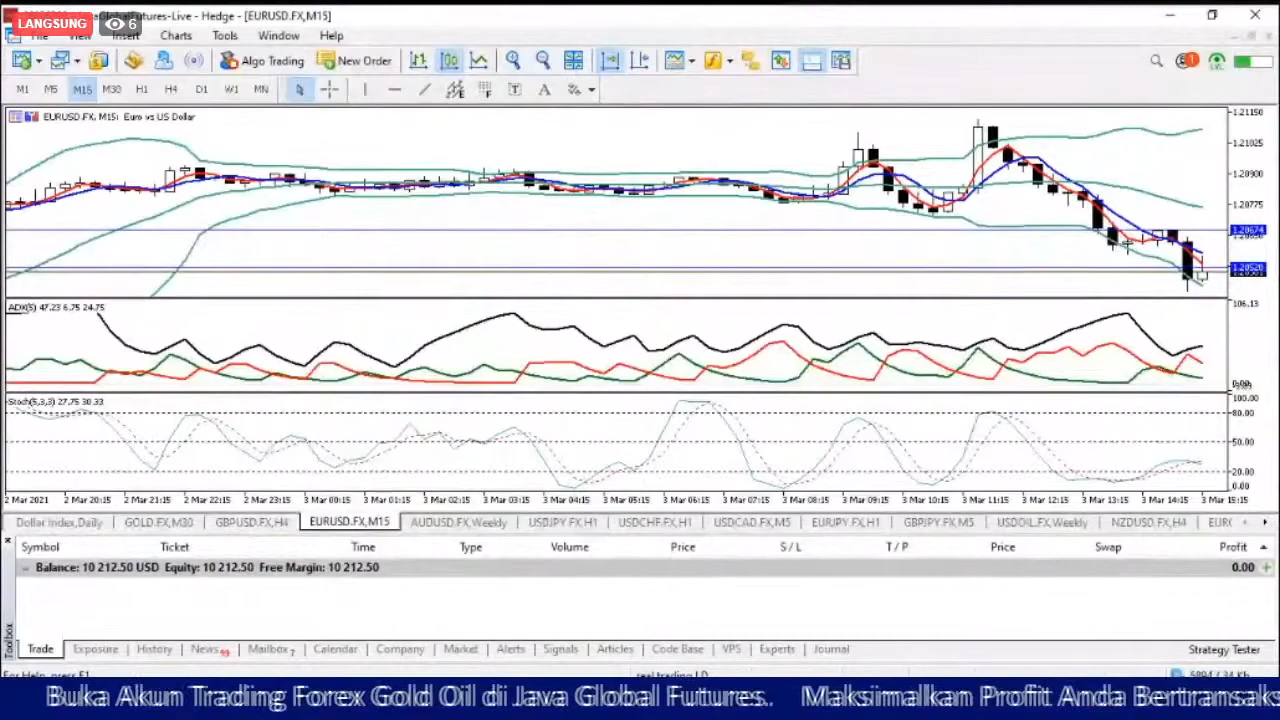 LANGSUNG 6
GlobalFutures-Live - Hedge - [EURUSD.FX,M15]
File View Insert Charts Tools Window Help
Algo Trading New Order 1
M1 M5 M15 M30 H1 H4 D1 W1 MN T A
EURUSD.FX, M15: Euro vs US Dollar
1.21150
1.21025
1.20900
1.20775
1.20674
1.20520
ADX(5) 47.23 6.75 24.75
106.13
0.00
Stoch(5,3,3) 27.75 30.33
100.00
80.00
50.00
20.00
0.00
2 Mar 2021 2 Mar 20:15 2 Mar 21:15 2 Mar 22:15 2 Mar 23:15 3 Mar 00:15 3 Mar 01:15 3 Mar 02:15 3 Mar 03:15 3 Mar 04:15 3 Mar 05:15 3 Mar 06:15 3 Mar 07:15 3 Mar 08:15 3 Mar 09:15 3 Mar 10:15 3 Mar 11:15 3 Mar 12:15 3 Mar 13:15 3 Mar 14:15 3 Mar 15:15
Dollar Index,Daily GOLD.FX,M30 GBPUSD.FX,H4 EURUSD.FX,M15 AUDUSD.FX,Weekly USDJPY.FX,H1 USDCHF.FX,H1 USDCAD.FX,M5 EURJPY.FX,H1 GBPJPY.FX,M5 USDOIL.FX,Weekly NZDUSD.FX,H4
Symbol Ticket Time Type Volume Price S / L T / P Price Swap Profit
Balance: 10 212.50 USD Equity: 10 212.50 Free Margin: 10 212.50 0.00
Toolbox
Trade Exposure History News Mailbox 7 Calendar Company Market Alerts Signals Articles Code Base VPS Experts Journal Strategy Tester
For Help, press F1
Buka Akun Trading Forex Gold Oil di Java Global Futures.. Maksimalkan Profit Anda Bertransaks